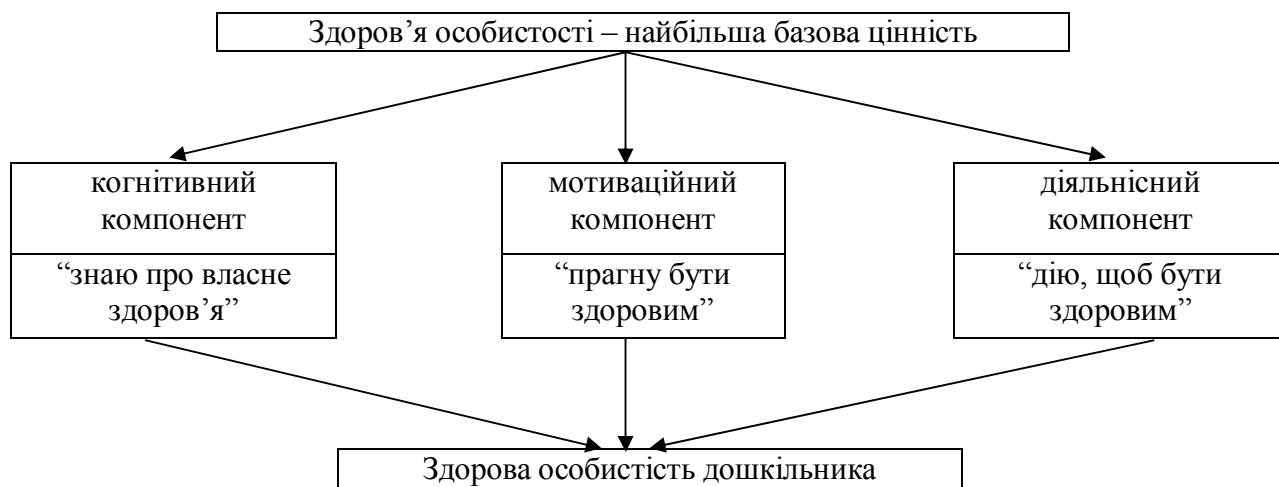 Здоров’я особистості – найбільша базова цінність
когнітивний
компонент
“знаю про власне
здоров’я”
мотиваційний
компонент
“прагну бути
здоровим”
діяльнісний
компонент
“дію, щоб бути
здоровим”
Здорова особистість дошкільника